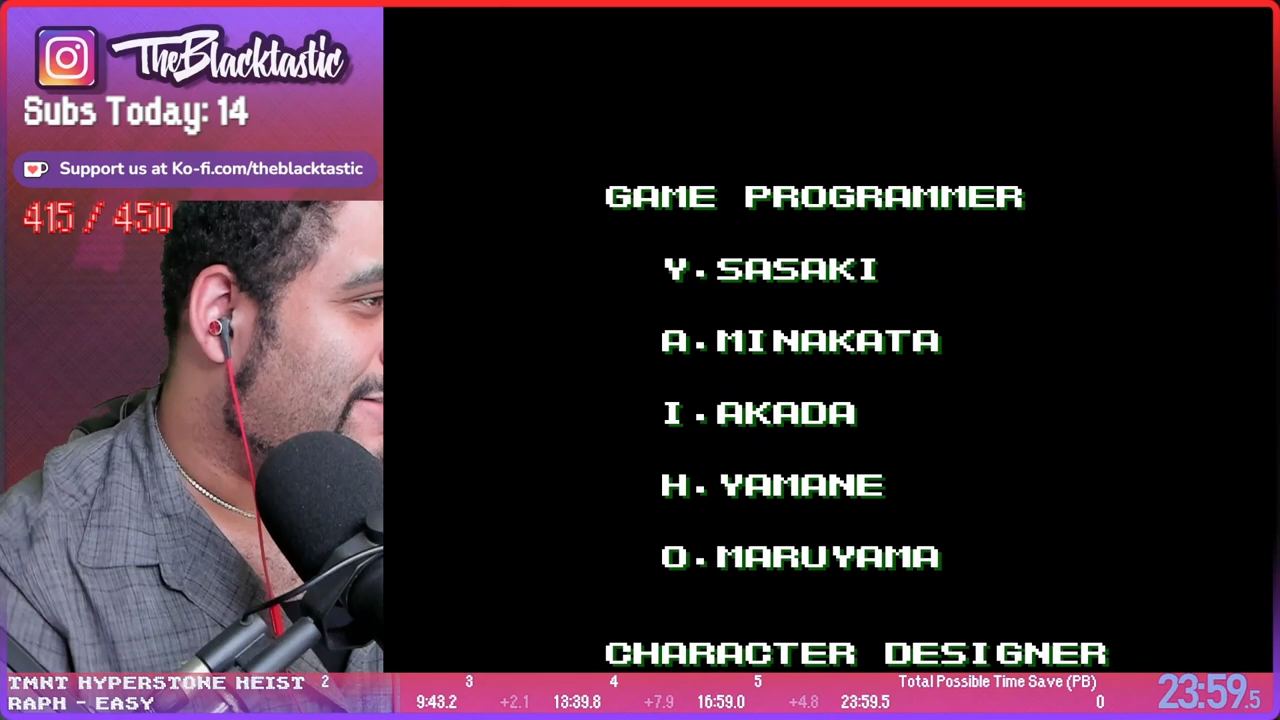 TheBlacktastic
Subs Today: 14
Support us at Ko-fi.com/theblacktastic
415 / 450
GAME PROGRAMMER
Y.SASAKI
A.MINAKATA
I.AKADA
H.YAMANE
O.MARUYAMA
CHARACTER DESIGNER
TMNT HYPERSTONE HEIST
RAPH - EASY
2 3 4 5 Total Possible Time Save (PB)
9:43.2 +2.1 13:39.8 +7.9 16:59.0 +4.8 23:59.5 0
23:59.5